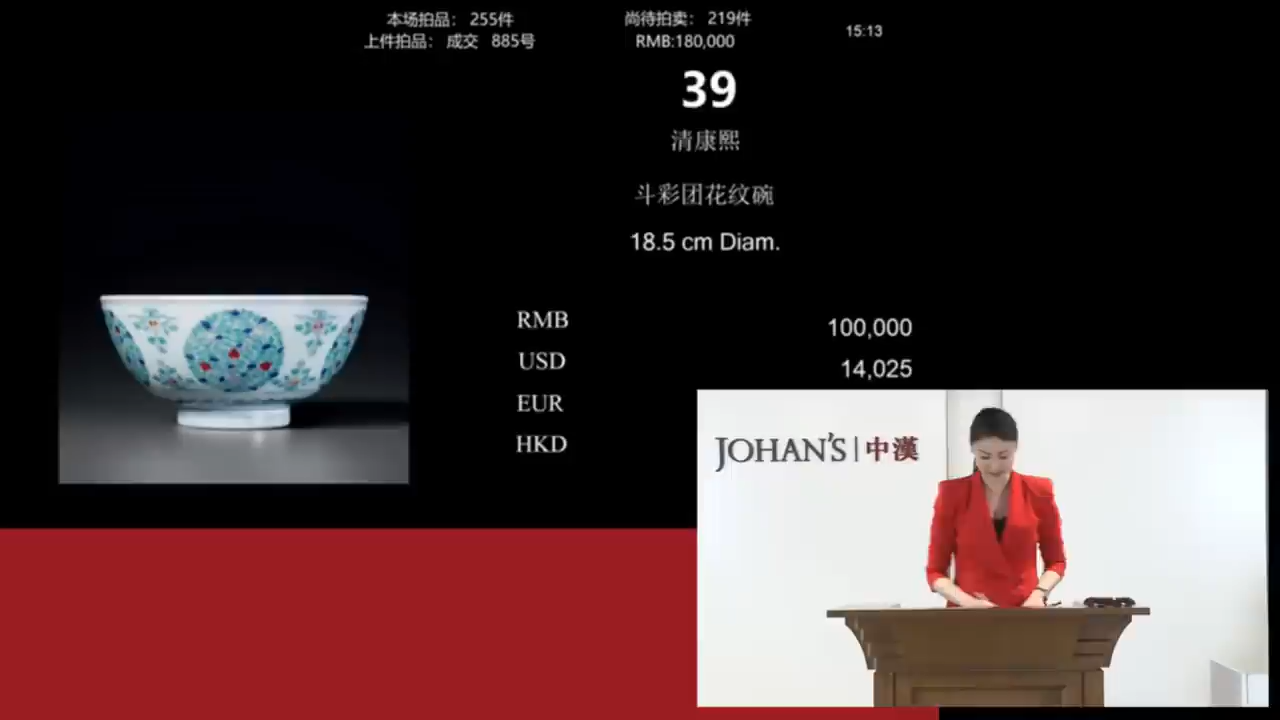 本场拍品： 255件
尚待拍卖： 219件
上件拍品： 成交 885号
RMB:180,000
15:13
39
清康熙
斗彩团花纹碗
18.5 cm Diam.
RMB 100,000
USD 14,025
EUR
HKD
JOHAN'S 中漢